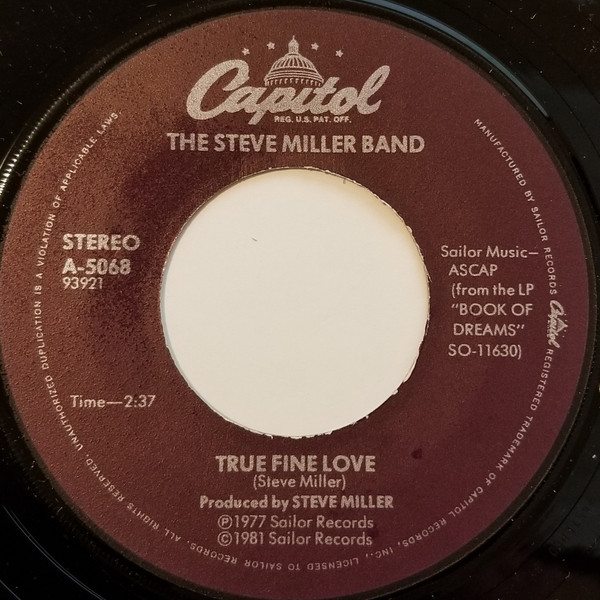 Capitol
REG. U.S. PAT. OFF.
THE STEVE MILLER BAND
STEREO
A-5068
93921
Sailor Music—
ASCAP
(from the LP
"BOOK OF
DREAMS"
SO-11630)
Time—2:37
TRUE FINE LOVE
(Steve Miller)
Produced by STEVE MILLER
Ⓟ1977 Sailor Records
©1981 Sailor Records
MANUFACTURED BY SAILOR RECORDS Capitol REGISTERED TRADEMARK OF CAPITOL RECORDS, INC., LICENSED TO SAILOR RECORDS, ALL RIGHTS RESERVED. UNAUTHORIZED DUPLICATION IS A VIOLATION OF APPLICABLE LAWS.